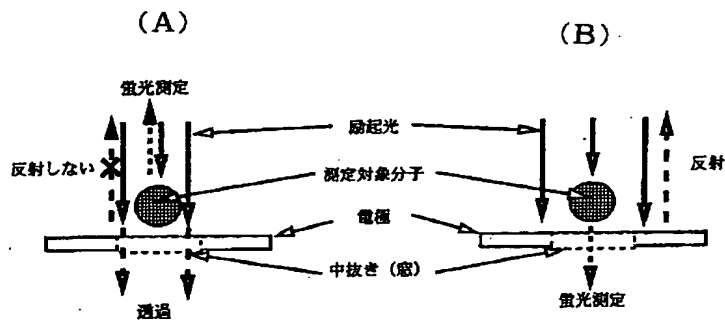 (A)
(B)
蛍光測定
励起光
反射しない
反射
測定対象分子
電極
中抜き(窓)
透過
蛍光測定